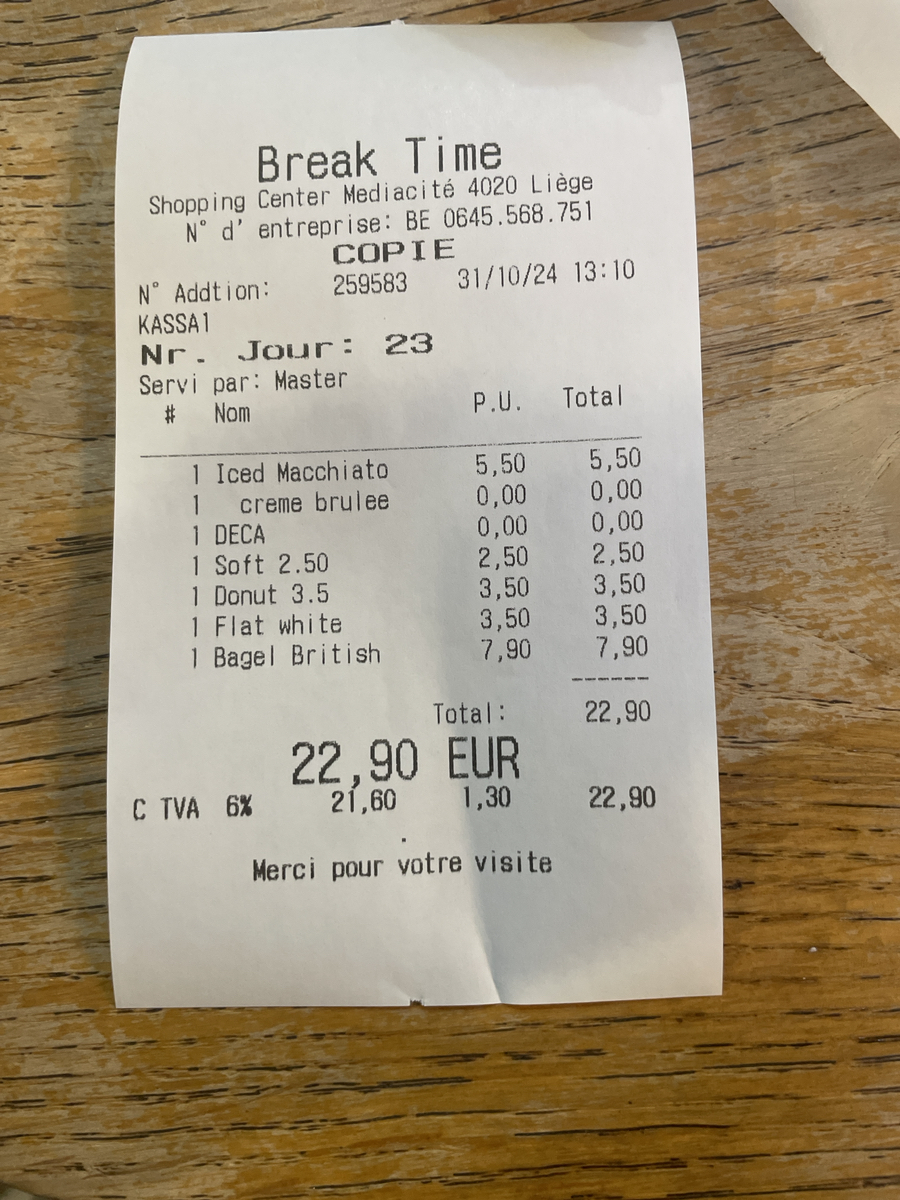 Break Time
Shopping Center Mediacité 4020 Liège
N° d' entreprise: BE 0645.568.751
COPIE
N° Addtion: 259583 31/10/24 13:10
KASSA1
Nr. Jour: 23
Servi par: Master
# Nom P.U. Total
1 Iced Macchiato 5,50 5,50
1 creme brulee 0,00 0,00
1 DECA 0,00 0,00
1 Soft 2.50 2,50 2,50
1 Donut 3.5 3,50 3,50
1 Flat white 3,50 3,50
1 Bagel British 7,90 7,90
------
Total: 22,90
22,90 EUR
C TVA 6% 21,60 1,30 22,90
.
Merci pour votre visite